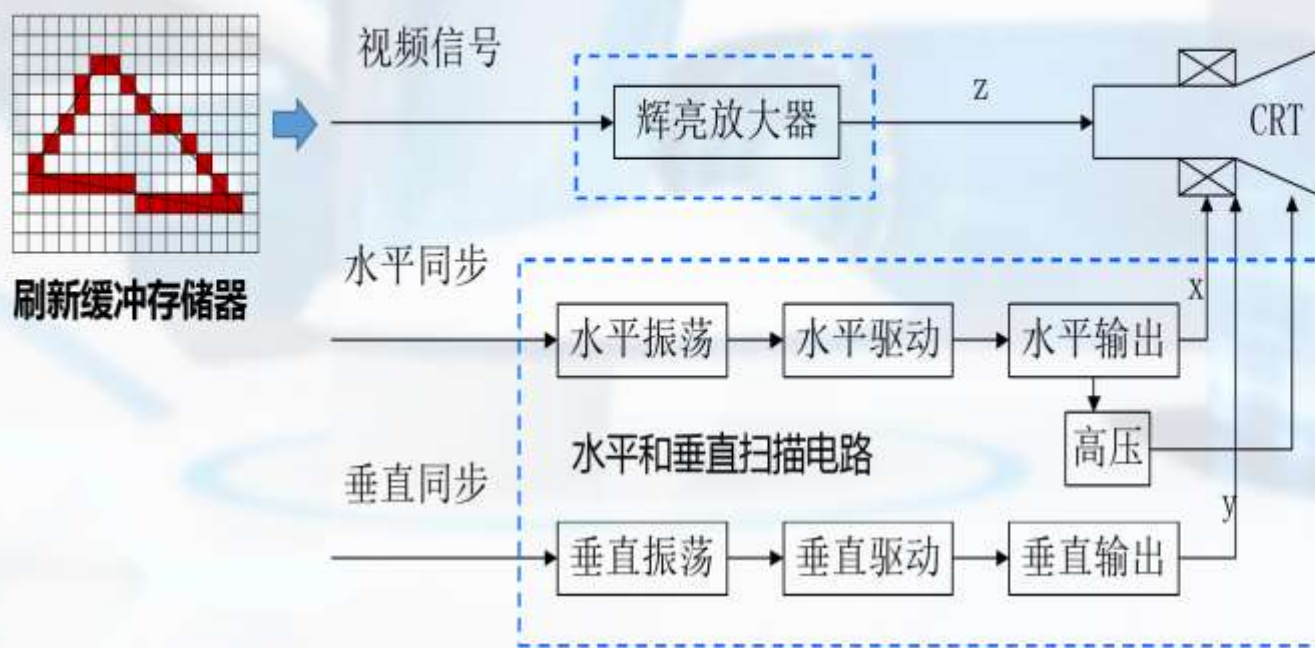 视频信号
辉亮放大器
z
CRT
刷新缓冲存储器
水平同步
x
水平振荡
水平驱动
水平输出
高压
水平和垂直扫描电路
垂直同步
y
垂直振荡
垂直驱动
垂直输出